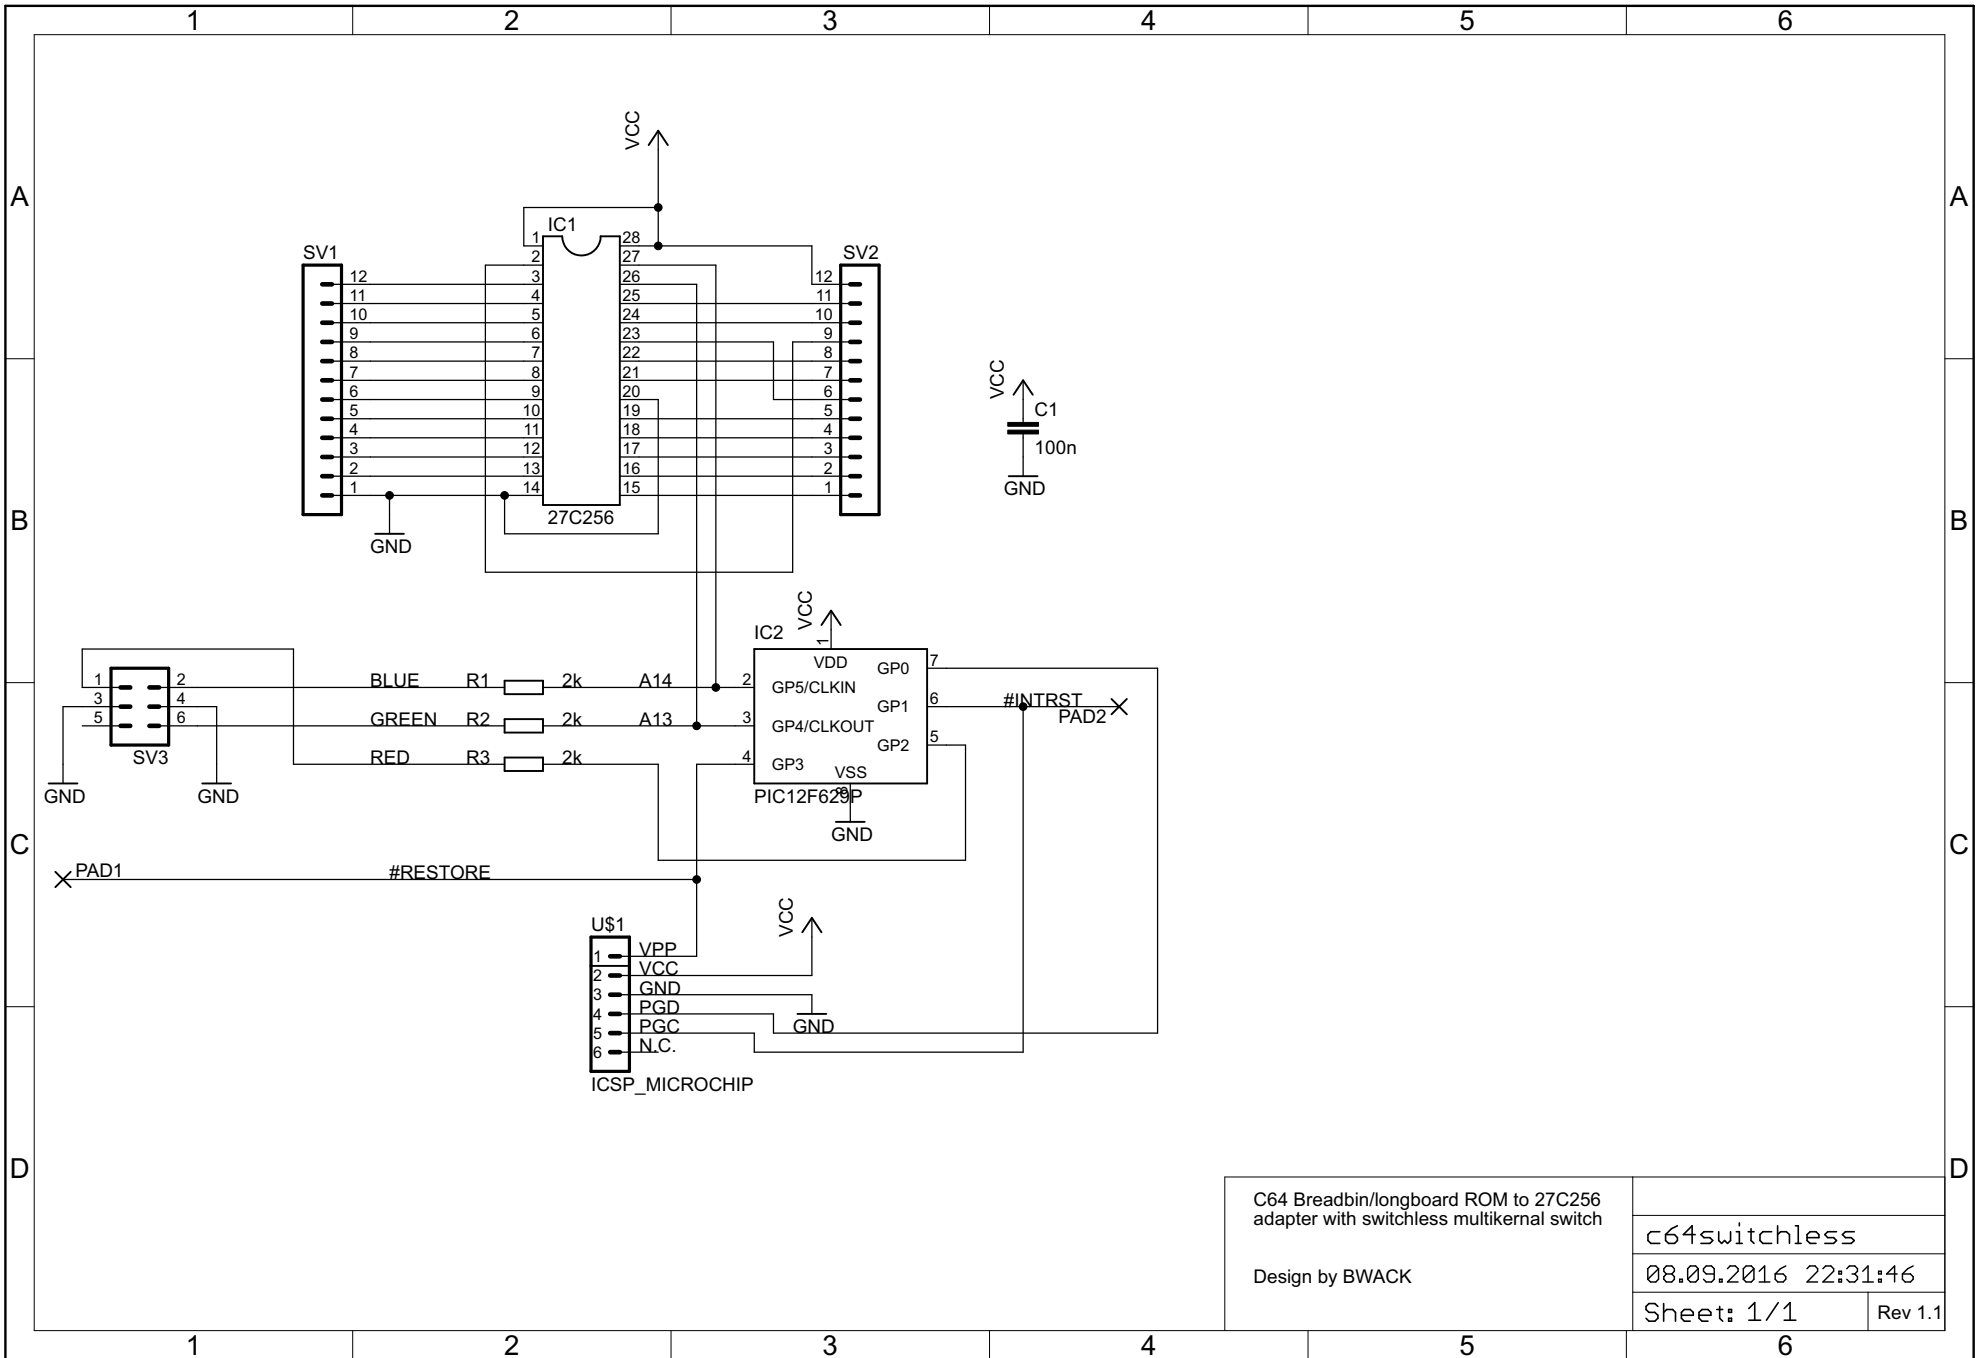 1 2 3 4 5 6
A A
VCC
IC1
1 28
2 27
3 26
4 25
5 24
6 23
7 22
8 21
9 20
10 19
11 18
12 17
13 16
14 15
27C256
SV1
12
11
10
9
8
7
6
5
4
3
2
1
GND
SV2
12
11
10
9
8
7
6
5
4
3
2
1
VCC
C1
100n
GND
B B
VCC
IC2
1
VDD
GP0 7
2 GP5/CLKIN
GP1 6
3 GP4/CLKOUT
GP2 5
4 GP3
VSS
8
PIC12F629P
GND
1 2
3 4
5 6
SV3
GND
GND
BLUE R1 2k A14
GREEN R2 2k A13
RED R3 2k
#INTRST
PAD2
C C
PAD1 #RESTORE
VCC
U$1
1 VPP
2 VCC
3 GND
4 PGD
5 PGC
6 N.C.
GND
ICSP_MICROCHIP
D D
C64 Breadbin/longboard ROM to 27C256
adapter with switchless multikernal switch
Design by BWACK
c64switchless
08.09.2016 22:31:46
Sheet: 1/1
Rev 1.1
1 2 3 4 5 6